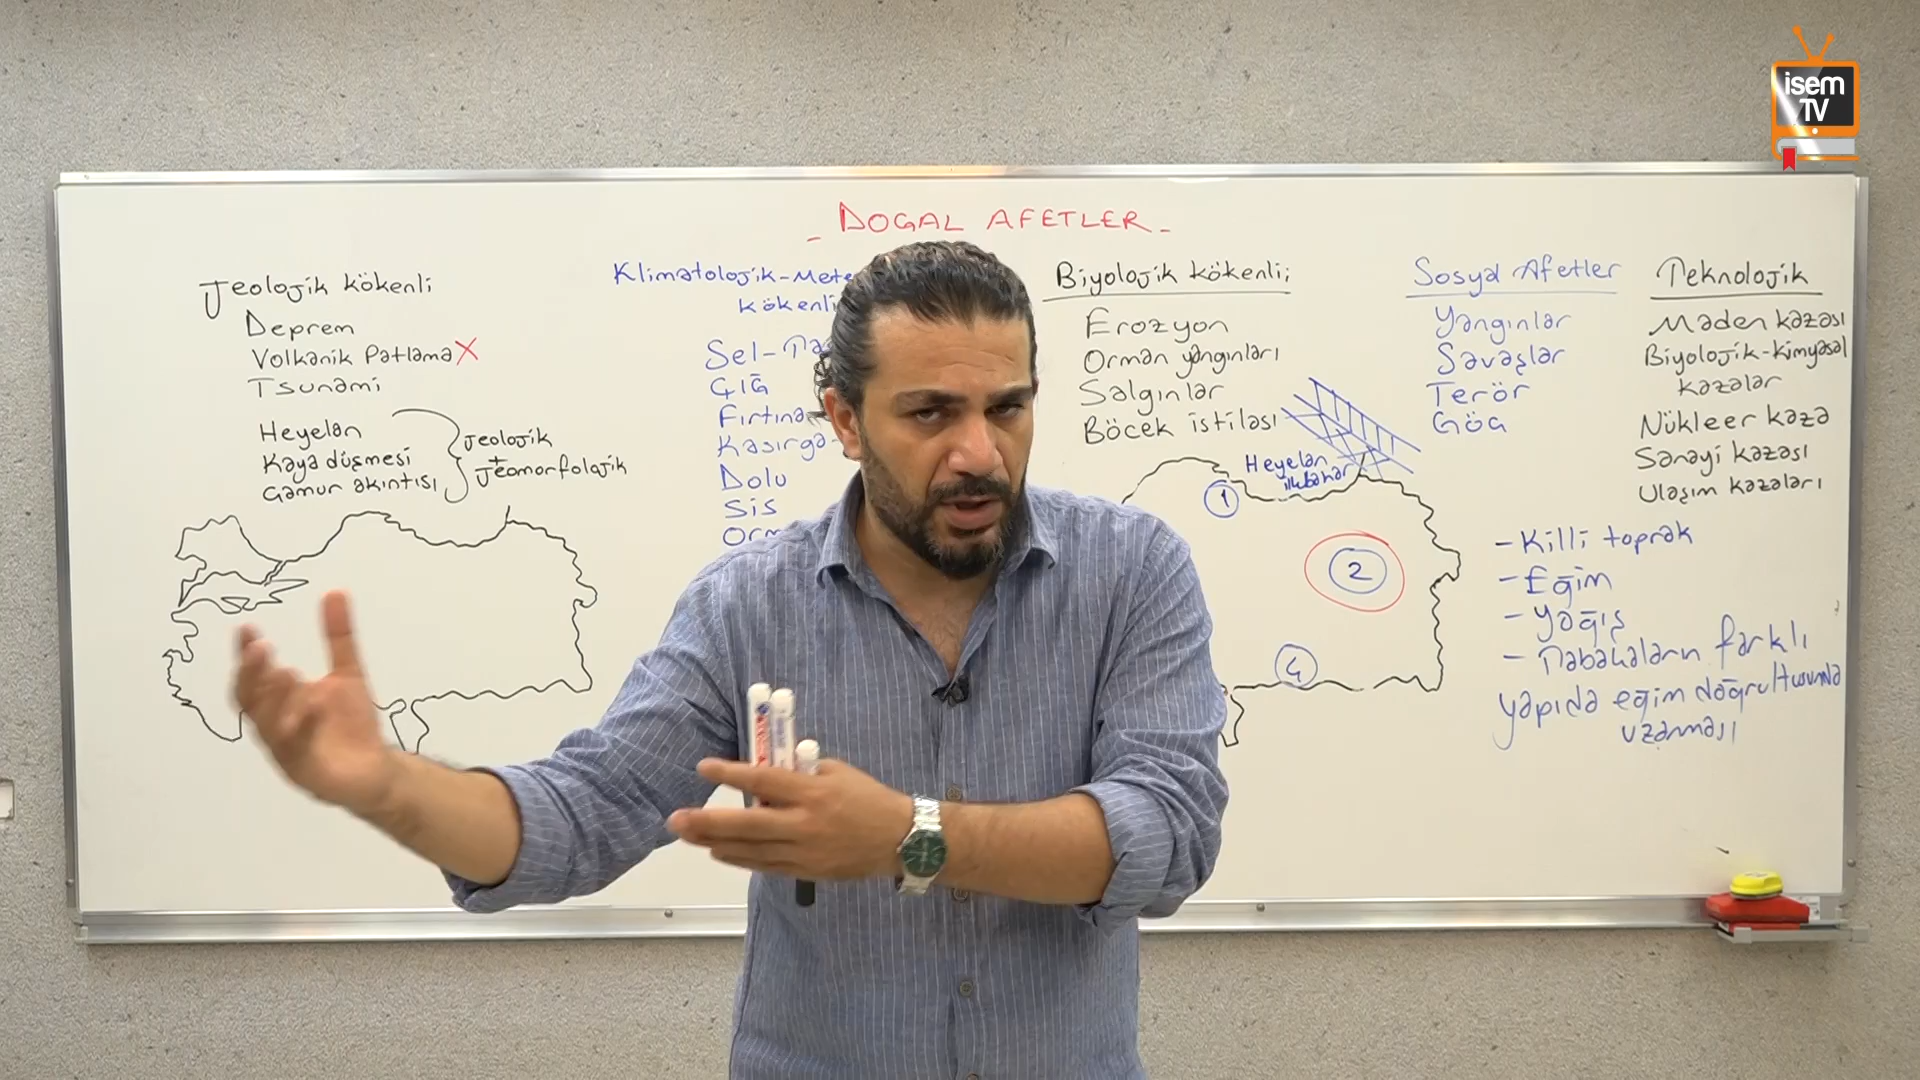 isem
TV
- DOGAL AFETLER -
Jeolojik kökenli
Deprem
Volkanik Patlama X
Tsunami
Heyelan
Kaya düşmesi
Çamur akıntısı
Jeolojik
+
Jeomorfolojik
Klimatolojik-Mete
kökenli
Sel-
ÇIĞ
Fırtına
Kasırga-
Dolu
Sis
Biyolojik kökenli;
Erozyon
Orman yangınları
Salgınlar
Böcek istilası
Heyelan
ilkbahar
1
2
4
Sosyal Afetler
Yangınlar
Savaşlar
Terör
Göç
Teknolojik
Maden kazası
Biyolojik-kimyasal
kazalar
Nükleer kaza
Sanayi kazası
Ulaşım kazaları
- Killi toprak
- Eğim
- Yağış
- Tabakaların farklı
yapıda eğim doğrultusunda
uzanması